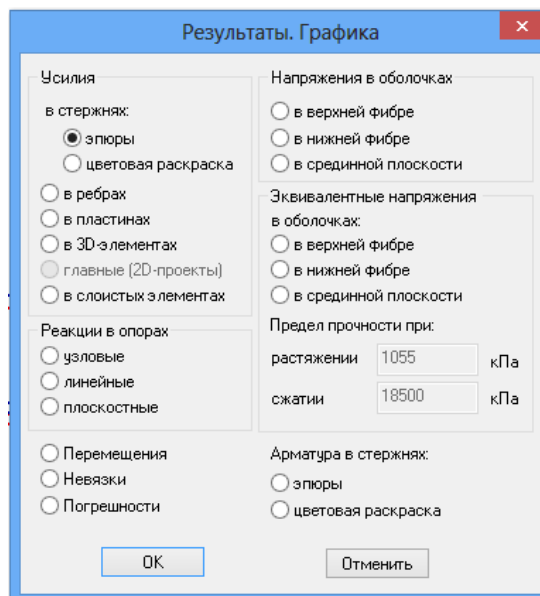 Результаты. Графика
Усилия
в стержнях:
эпюры
цветовая раскраска
в ребрах
в пластинах
в 3D-элементах
главные (2D-проекты)
в слоистых элементах
Реакции в опорах
узловые
линейные
плоскостные
Перемещения
Невязки
Погрешности
Напряжения в оболочках
в верхней фибре
в нижней фибре
в срединной плоскости
Эквивалентные напряжения
в оболочках:
в верхней фибре
в нижней фибре
в срединной плоскости
Предел прочности при:
растяжении 1055 кПа
сжатии 18500 кПа
Арматура в стержнях:
эпюры
цветовая раскраска
OK
Отменить